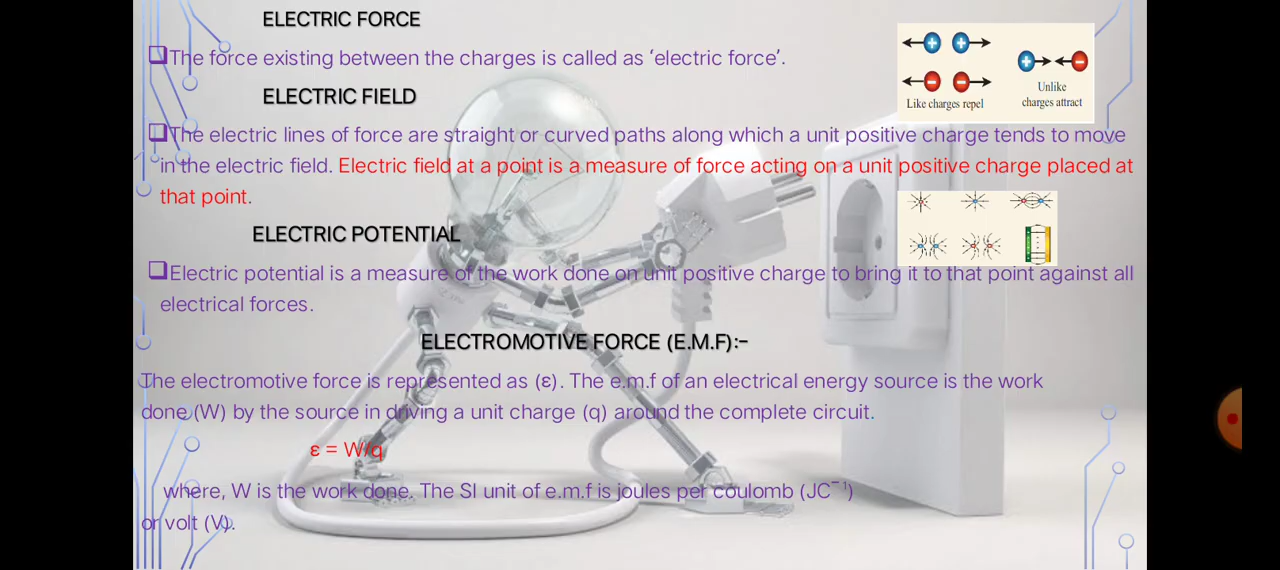 ELECTRIC FORCE
❑The force existing between the charges is called as ‘electric force’.
Like charges repel
Unlike
charges attract
ELECTRIC FIELD
❑The electric lines of force are straight or curved paths along which a unit positive charge tends to move
in the electric field. Electric field at a point is a measure of force acting on a unit positive charge placed at
that point.
ELECTRIC POTENTIAL
❑Electric potential is a measure of the work done on unit positive charge to bring it to that point against all
electrical forces.
ELECTROMOTIVE FORCE (E.M.F):-
The electromotive force is represented as (ε). The e.m.f of an electrical energy source is the work
done (W) by the source in driving a unit charge (q) around the complete circuit.
ε = W/q
where, W is the work done. The SI unit of e.m.f is joules per coulomb (JC⁻¹)
or volt (V).